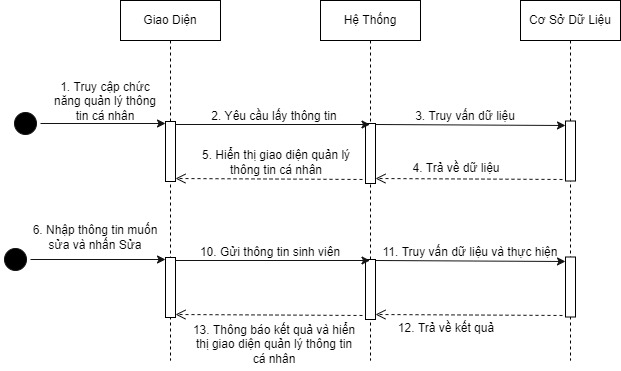 Giao Diện
Hệ Thống
Cơ Sở Dữ Liệu
1. Truy cập chức
năng quản lý thông
tin cá nhân
2. Yêu cầu lấy thông tin
3. Truy vấn dữ liệu
5. Hiển thị giao diện quản lý
thông tin cá nhân
4. Trả về dữ liệu
6. Nhập thông tin muốn
sửa và nhấn Sửa
10. Gửi thông tin sinh viên
11. Truy vấn dữ liệu và thực hiện
13. Thông báo kết quả và hiển
thị giao diện quản lý thông tin
cá nhân
12. Trả về kết quả